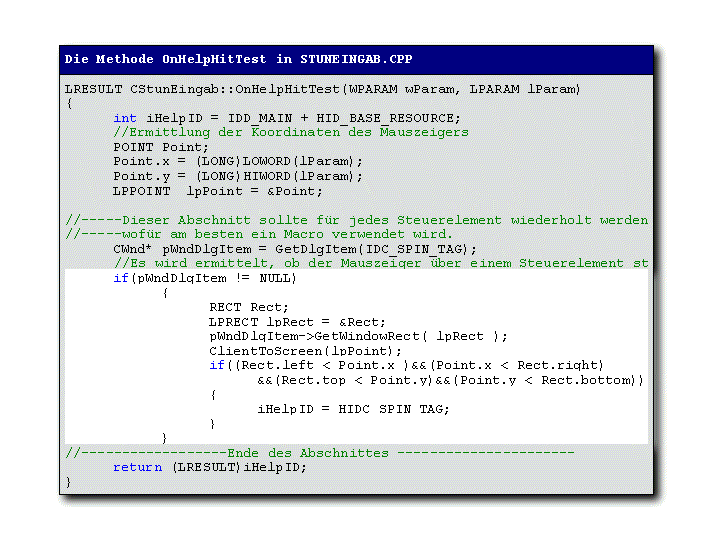 Die Methode OnHelpHitTest in STUNEINGAB.CPP
LRESULT CStunEingab::OnHelpHitTest(WPARAM wParam, LPARAM lParam)
{
int iHelpID = IDD_MAIN + HID_BASE_RESOURCE;
//Ermittlung der Koordinaten des Mauszeigers
POINT Point;
Point.x = (LONG)LOWORD(lParam);
Point.y = (LONG)HIWORD(lParam);
LPPOINT  lpPoint = &Point;
//-----Dieser Abschnitt sollte für jedes Steuerelement wiederholt werden
//-----wofür am besten ein Macro verwendet wird.
CWnd* pWndDlgItem = GetDlgItem(IDC_SPIN_TAG);
//Es wird ermittelt, ob der Mauszeiger über einem Steuerelement st
if(pWndDlgItem != NULL)
{
RECT Rect;
LPRECT lpRect = &Rect;
pWndDlgItem->GetWindowRect( lpRect );
ClientToScreen(lpPoint);
if((Rect.left < Point.x )&&(Point.x < Rect.right)
&&(Rect.top < Point.y)&&(Point.y < Rect.bottom))
{
iHelpID = HIDC_SPIN_TAG;
}
}
//------------------Ende des Abschnittes ----------------------
return (LRESULT)iHelpID;
}